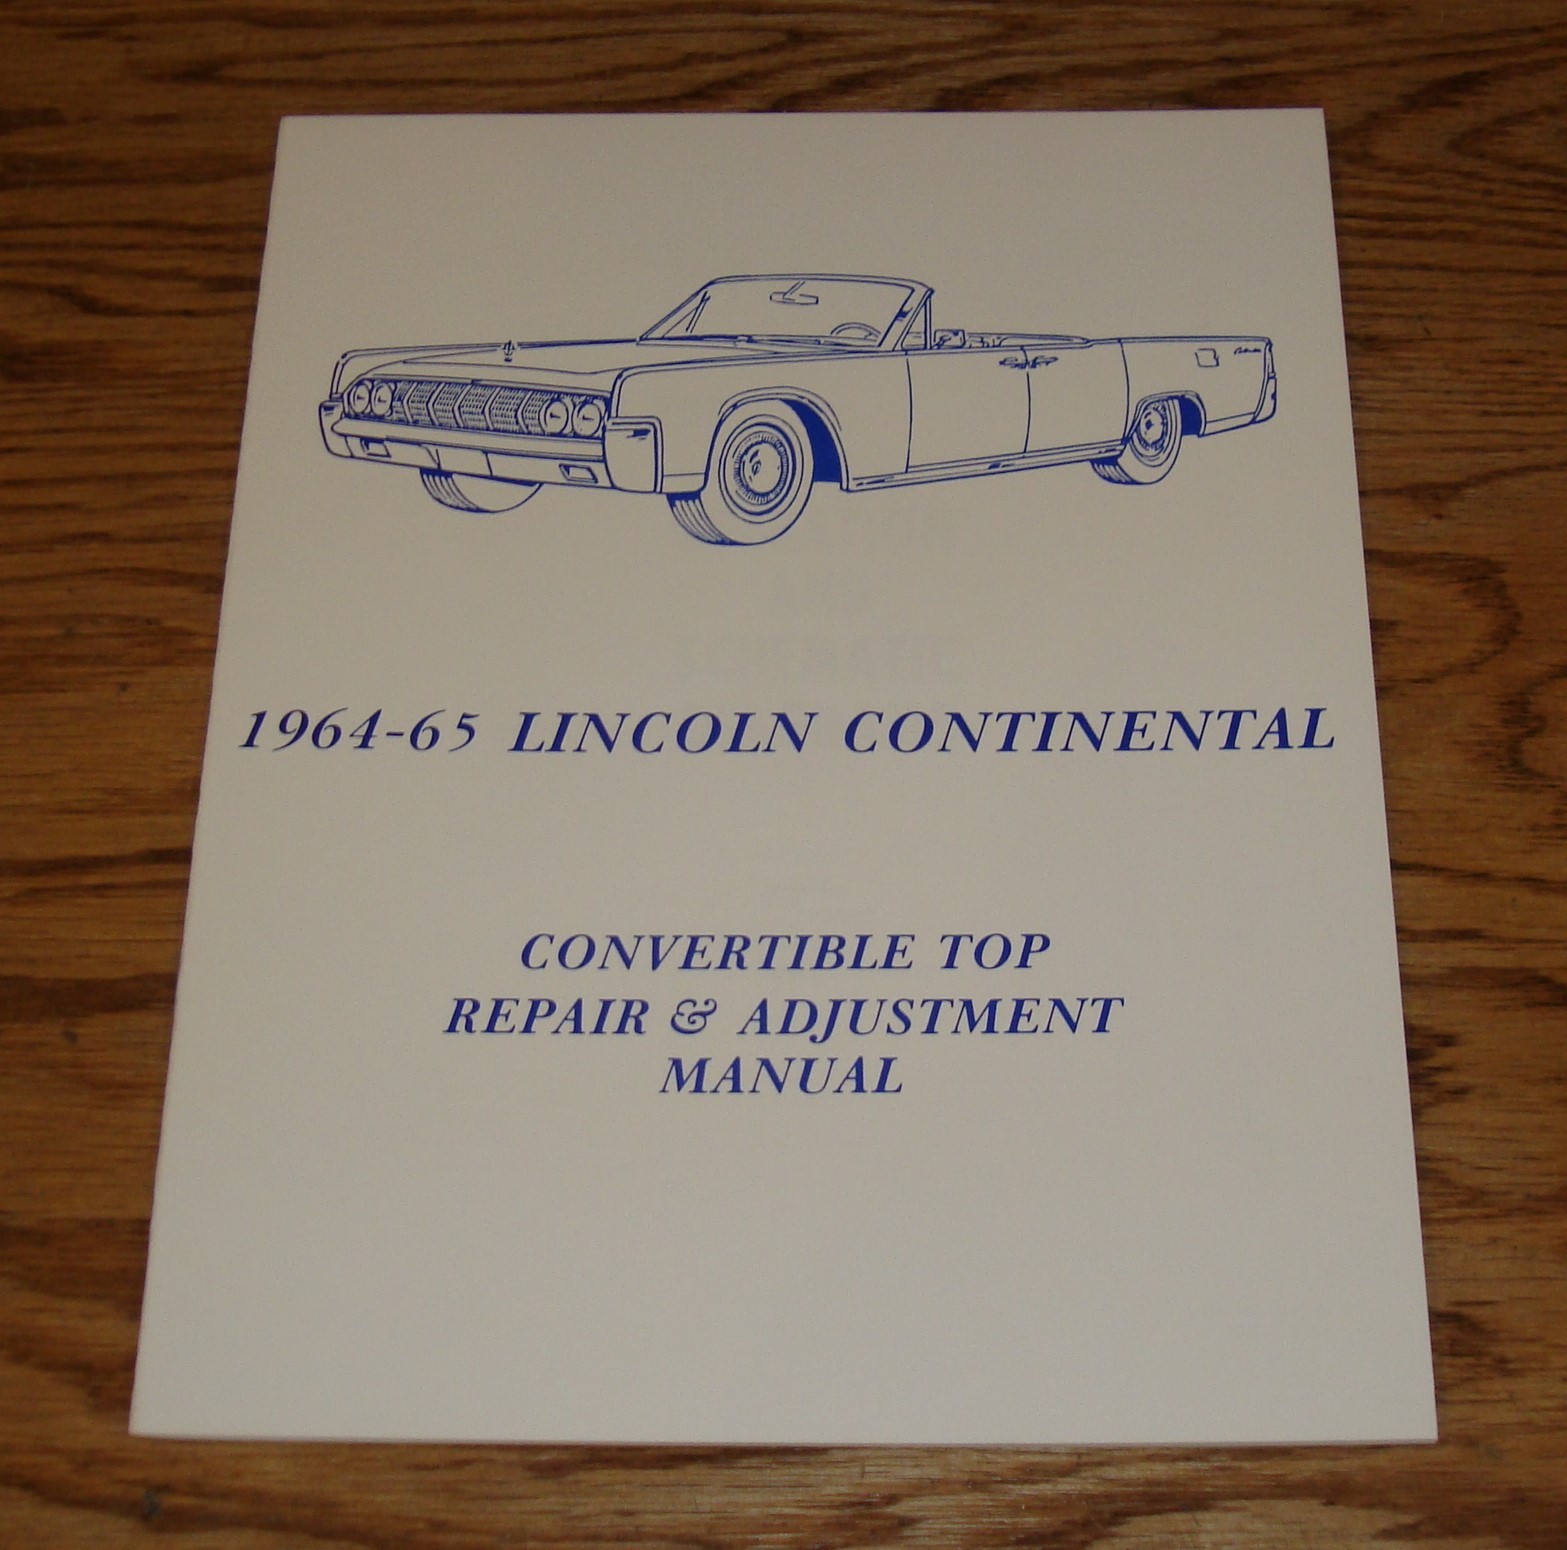 1964-65 LINCOLN CONTINENTAL
CONVERTIBLE TOP
REPAIR & ADJUSTMENT
MANUAL